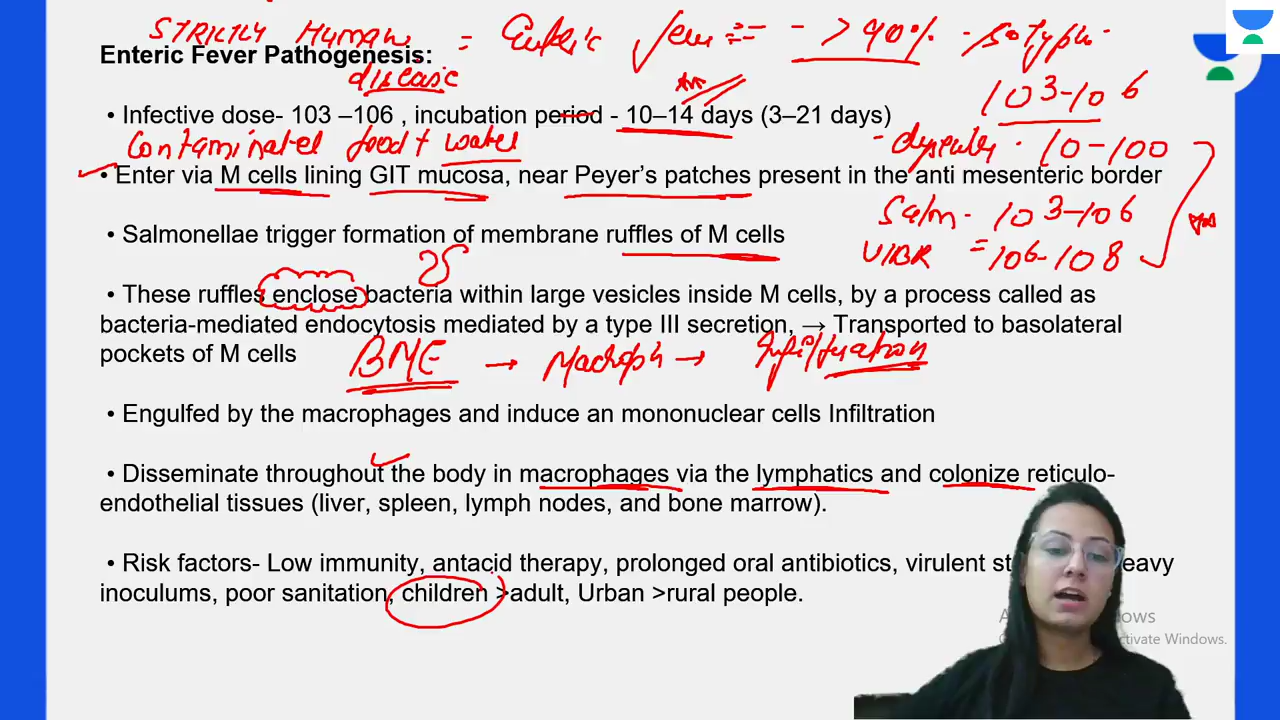 STRICTLY HUMAN = Enteric fever - >90% - S. typhi
Enteric Fever Pathogenesis:
disease
103-106
• Infective dose- 103 –106 , incubation period - 10–14 days (3–21 days)
Contaminated food + water
- dysentery - 10-100
• Enter via M cells lining GIT mucosa, near Peyer's patches present in the anti mesenteric border
Salm - 103-106
• Salmonellae trigger formation of membrane ruffles of M cells
VIBR = 106-108
• These ruffles enclose bacteria within large vesicles inside M cells, by a process called as
bacteria-mediated endocytosis mediated by a type III secretion, → Transported to basolateral
pockets of M cells
BME → Macroph → Infiltration
• Engulfed by the macrophages and induce an mononuclear cells Infiltration
• Disseminate throughout the body in macrophages via the lymphatics and colonize reticulo-
endothelial tissues (liver, spleen, lymph nodes, and bone marrow).
• Risk factors- Low immunity, antacid therapy, prolonged oral antibiotics, virulent heavy
inoculums, poor sanitation, children >adult, Urban >rural people.
Windows
Activate Windows.